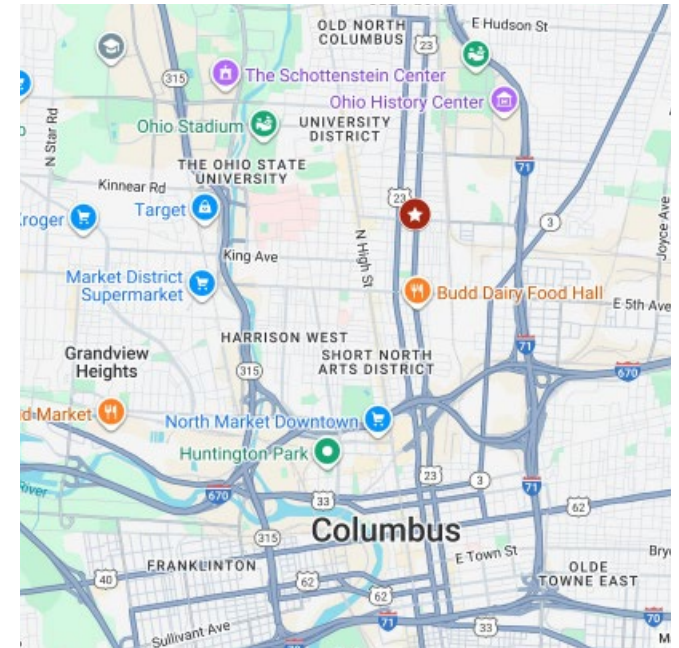 OLD NORTH
COLUMBUS
E Hudson St
23
315
The Schottenstein Center
Ohio History Center
N Star Rd
Ohio Stadium
UNIVERSITY
DISTRICT
THE OHIO STATE
UNIVERSITY
71
Kinnear Rd
23
Target
3
Joyce Ave
roger
N High St
King Ave
Market District
Supermarket
Budd Dairy Food Hall
E 5th Ave
HARRISON WEST
71
Grandview
Heights
SHORT NORTH
ARTS DISTRICT
315
670
d Market
North Market Downtown
Huntington Park
23
3
71
River
670
33
62
Columbus
315
E Town St
Bry
FRANKLINTON
OLDE
TOWNE EAST
40
62
62
71
33
70
Sullivant Ave
M